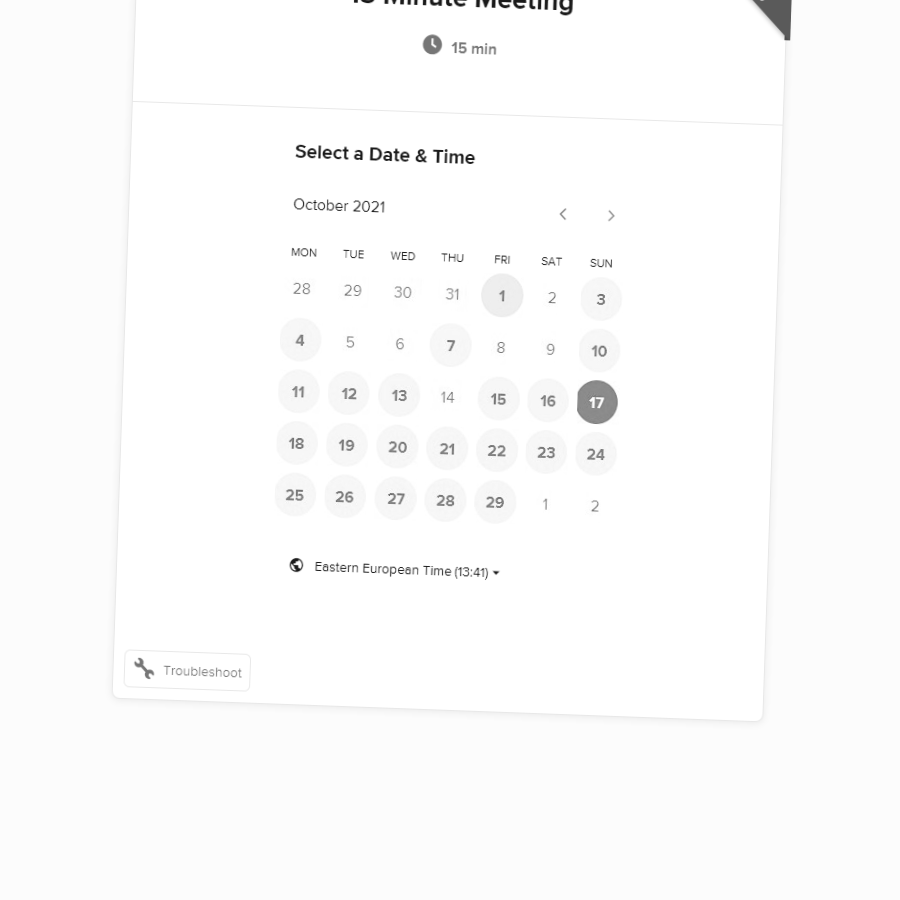 15 Minute Meeting
15 min
Select a Date & Time
October 2021
MON TUE WED THU FRI SAT SUN
28 29 30 31 1 2 3
4 5 6 7 8 9 10
11 12 13 14 15 16 17
18 19 20 21 22 23 24
25 26 27 28 29 1 2
Eastern European Time (13:41)
Troubleshoot